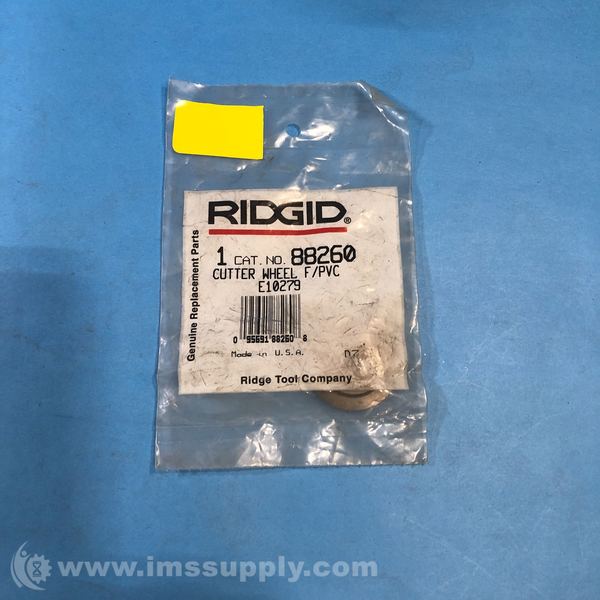 RIDGID®
1 CAT. NO. 88260
CUTTER WHEEL F/PVC
E10279
0 95691 88260 8
Made in U.S.A.
Ridge Tool Company
Genuine Replacement Parts
www.imssupply.com